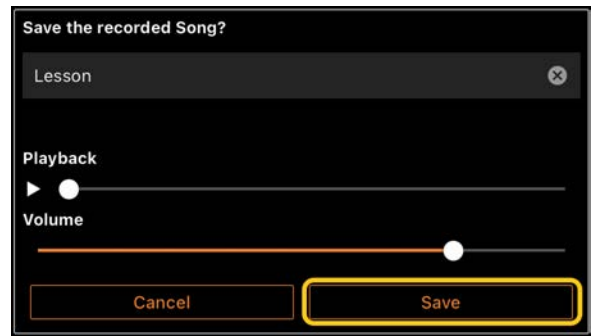 Save the recorded Song?
Lesson
Playback
Volume
Cancel
Save